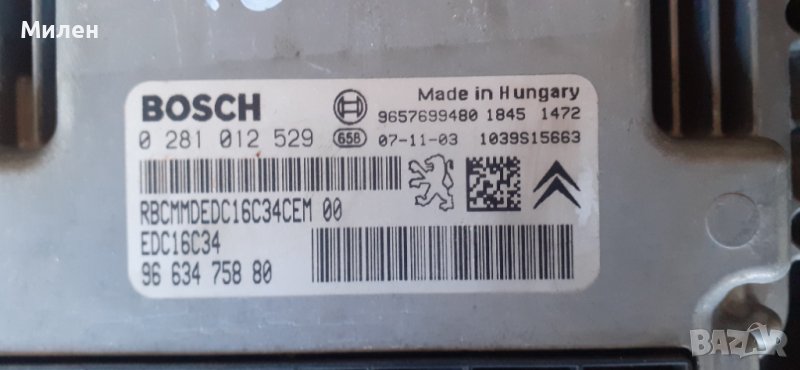 Милен
BOSCH
Made in Hungary
9657699480 1845 1472
0 281 012 529 658 07-11-03 1039S15663
RBCMMDEDC16C34CEM 00
EDC16C34
96 634 758 80
BAZAR